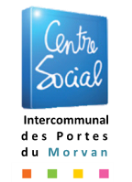 Centre
Social
Intercommunal
des Portes
du Morvan